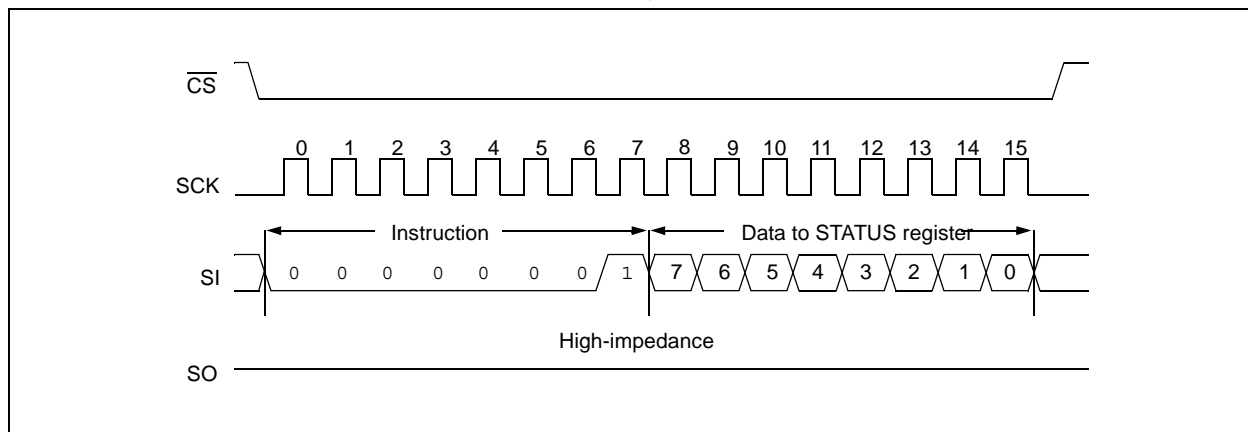 CS
0 1 2 3 4 5 6 7 8 9 10 11 12 13 14 15
SCK
Instruction Data to STATUS register
SI 0 0 0 0 0 0 0 1 7 6 5 4 3 2 1 0
High-impedance
SO